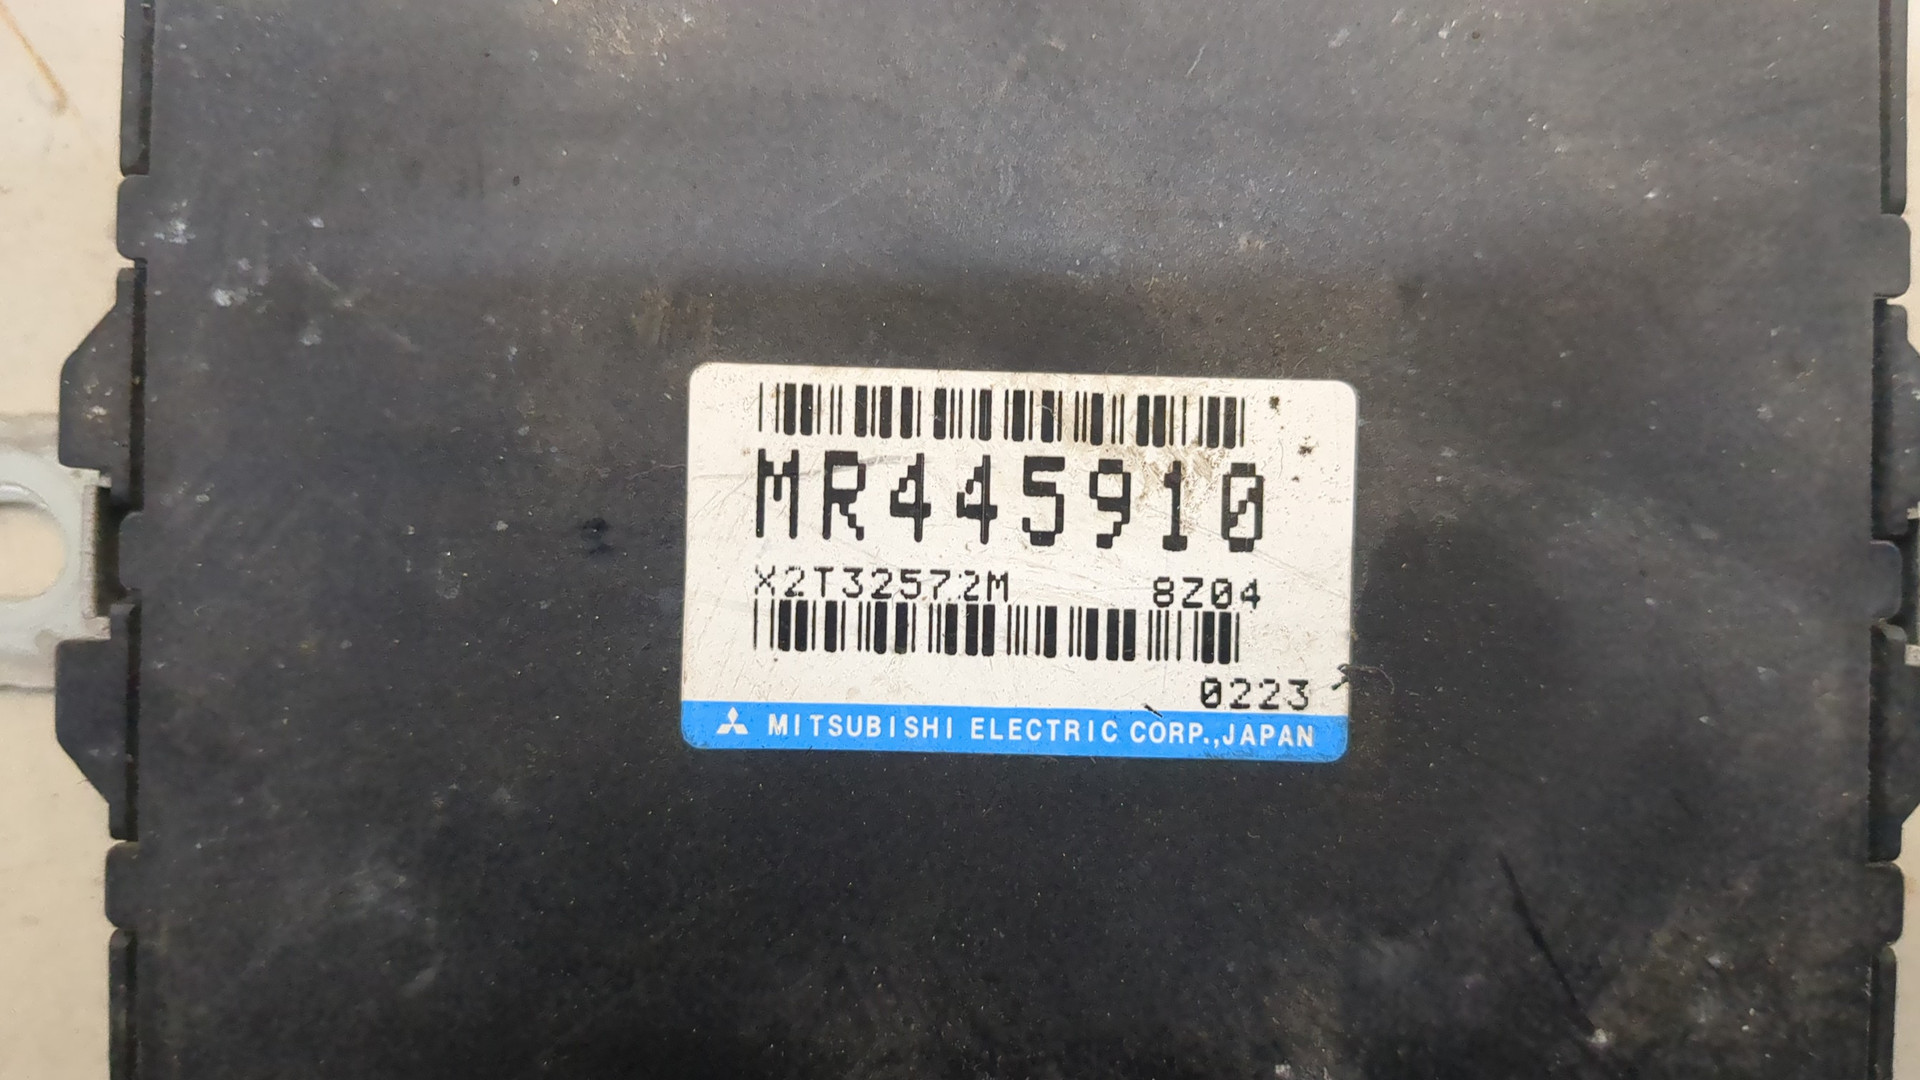 MR445910
X2T32572M 8Z04
0223
MITSUBISHI ELECTRIC CORP.,JAPAN